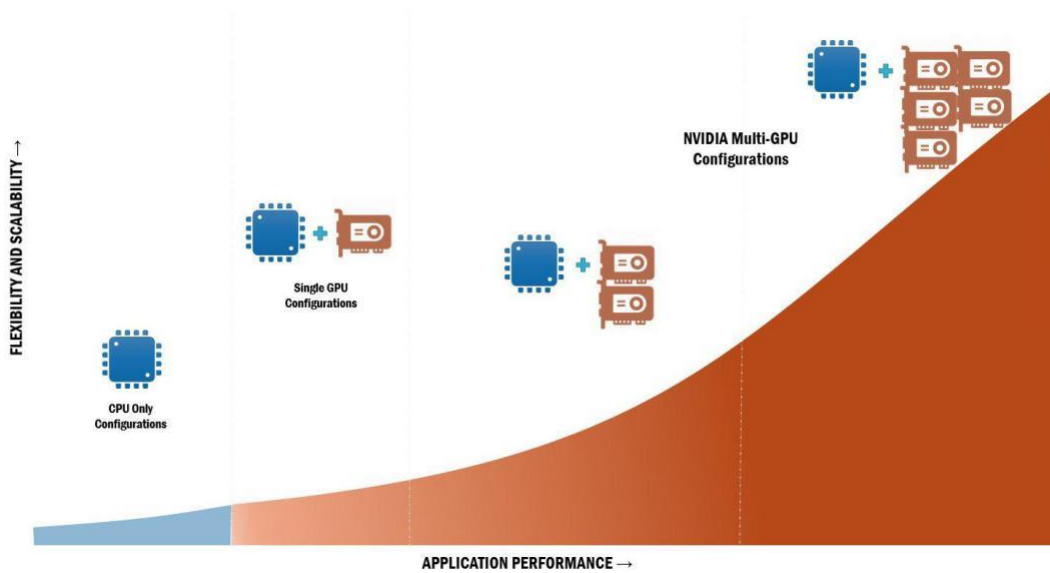 NVIDIA Multi-GPU
Configurations
Single GPU
Configurations
CPU Only
Configurations
FLEXIBILITY AND SCALABILITY →
APPLICATION PERFORMANCE →